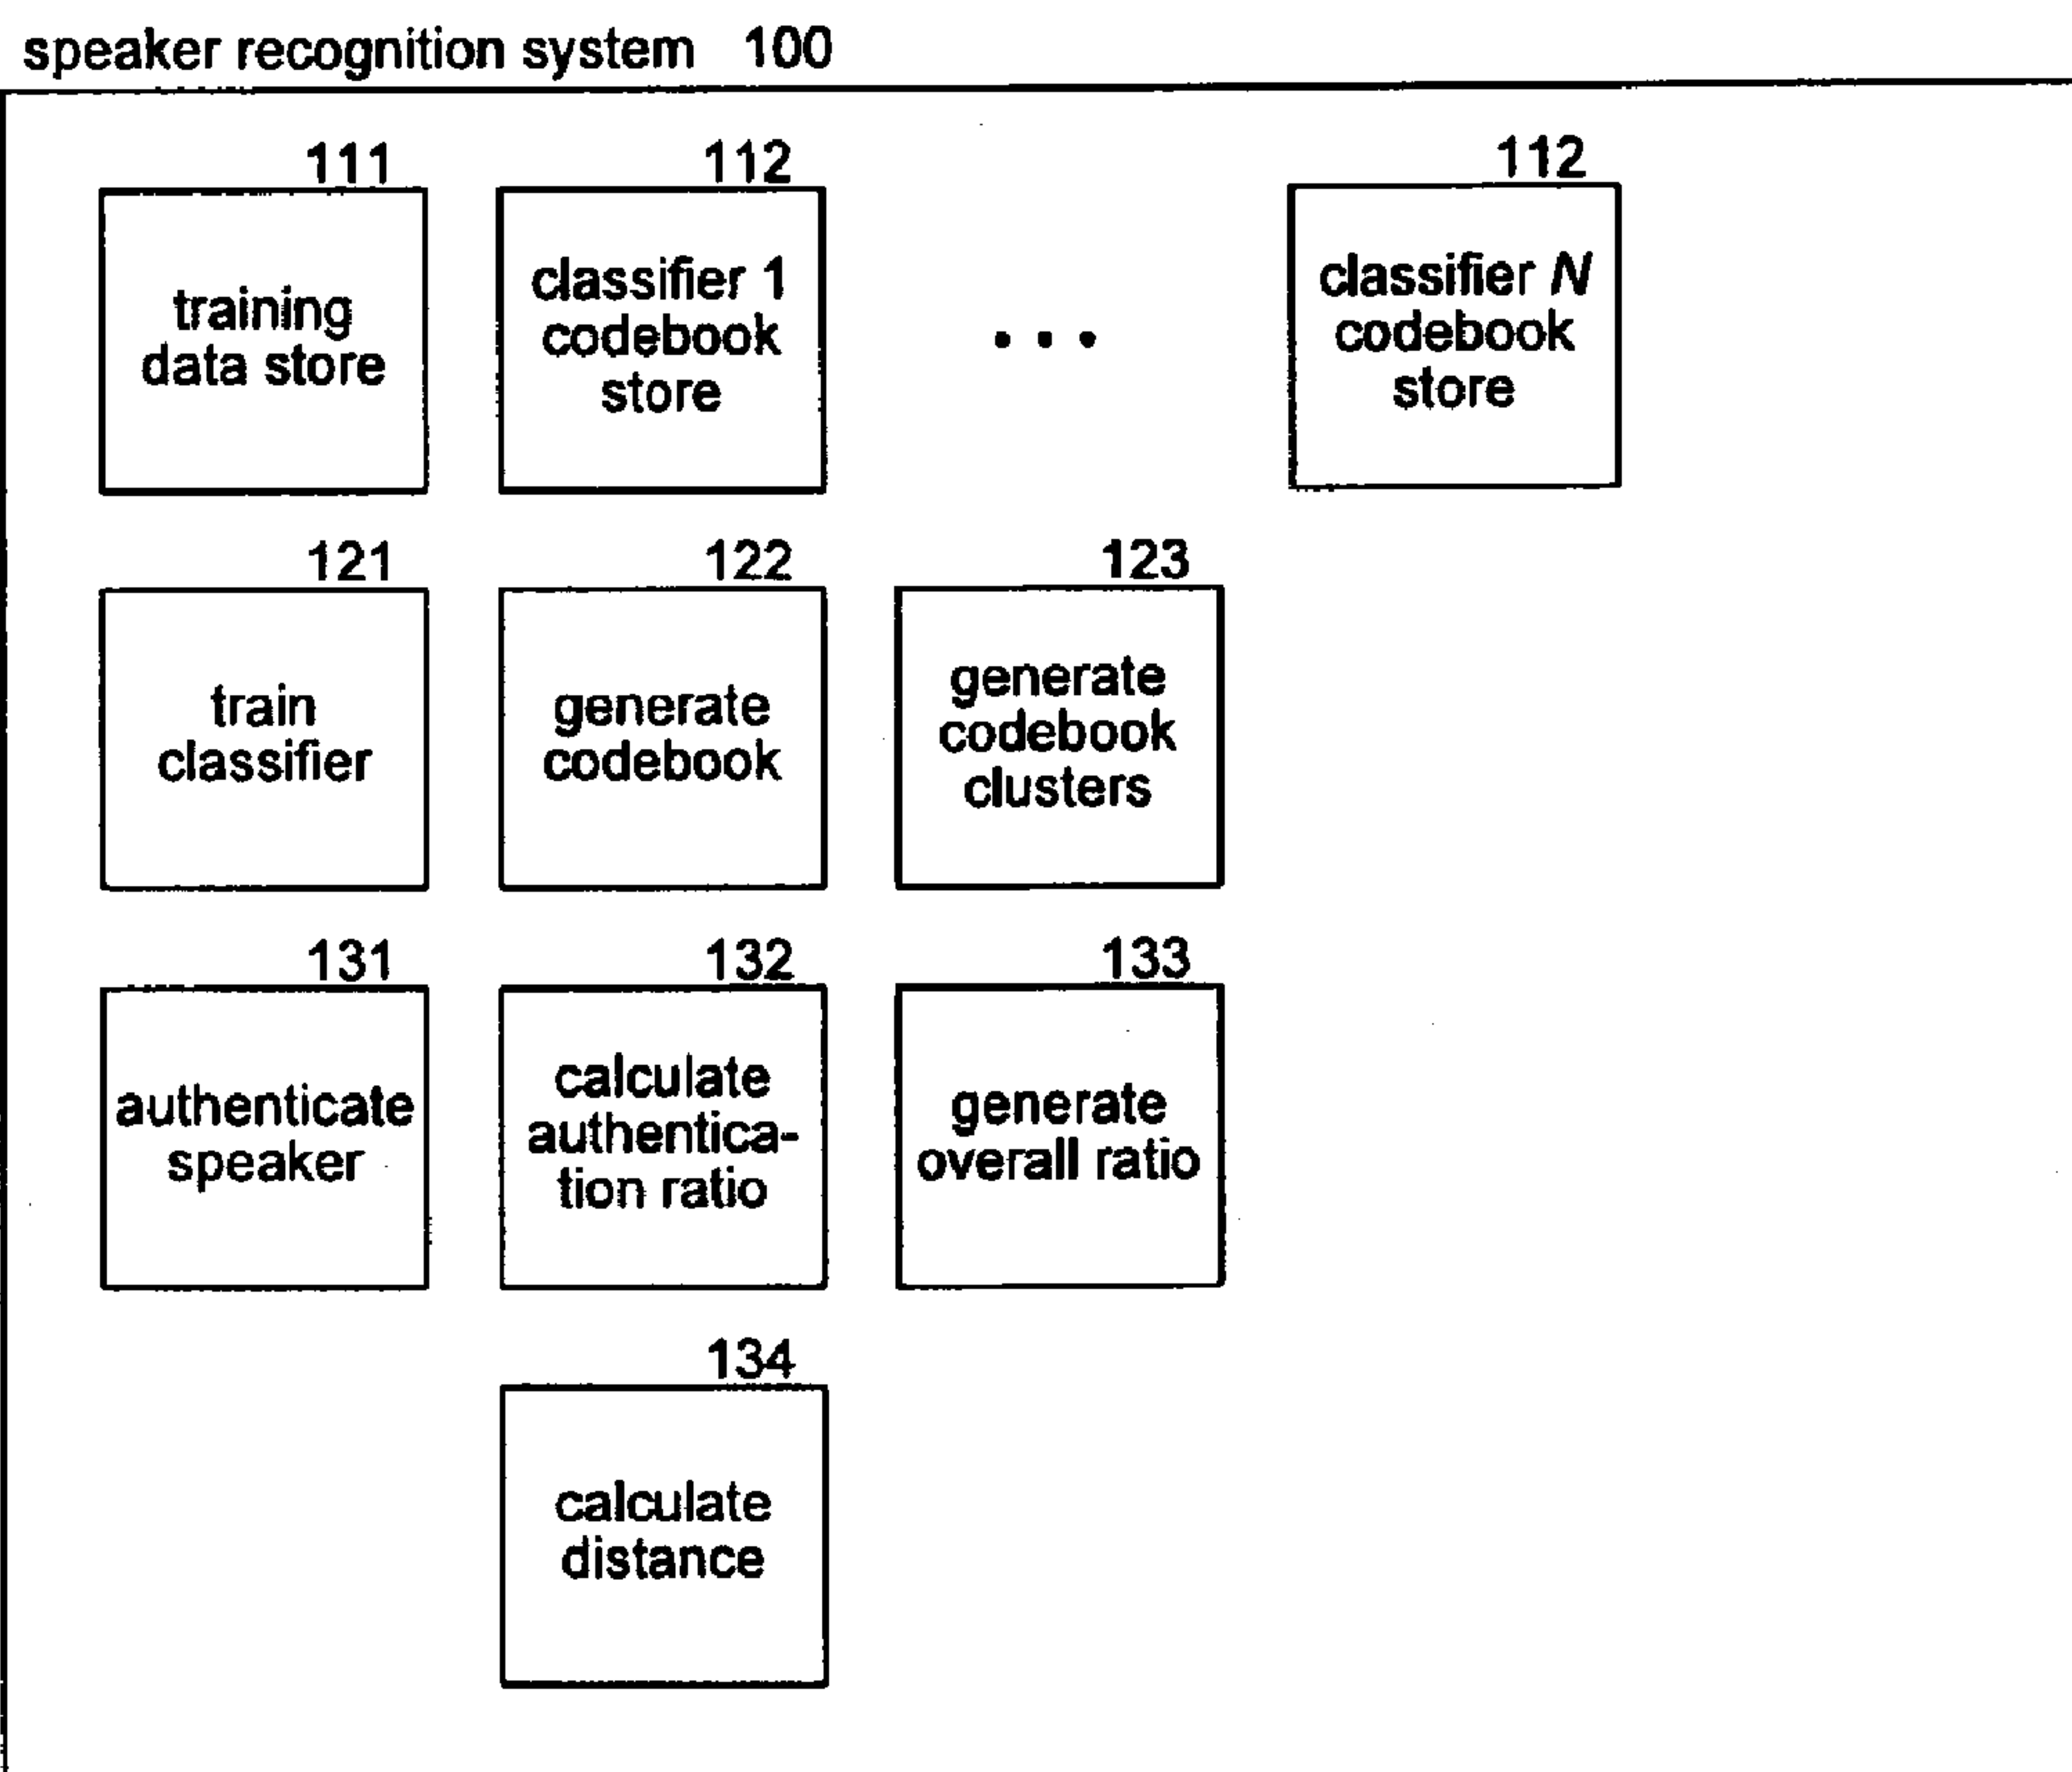 speaker recognition system 100
111
training
data store
112
classifier 1
codebook
store
...
112
classifier N
codebook
store
121
train
classifier
122
generate
codebook
123
generate
codebook
clusters
131
authenticate
speaker
132
calculate
authentica-
tion ratio
133
generate
overall ratio
134
calculate
distance